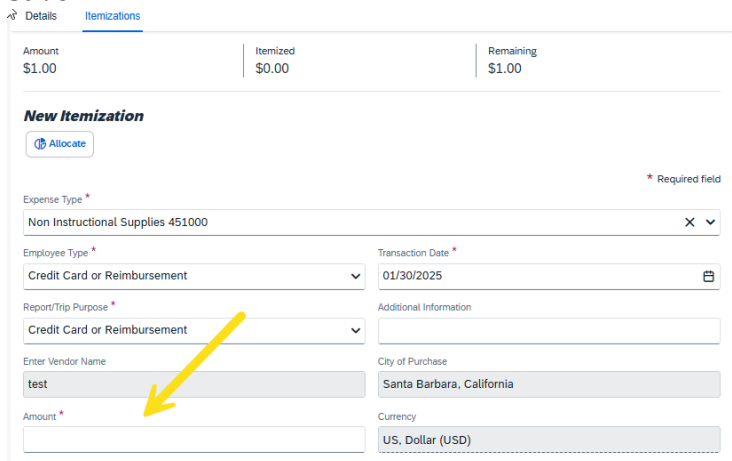 Details Itemizations
Amount Itemized Remaining
$1.00 $0.00 $1.00
New Itemization
Allocate
* Required field
Expense Type *
Non Instructional Supplies 451000
Employee Type * Transaction Date *
Credit Card or Reimbursement 01/30/2025
Report/Trip Purpose * Additional Information
Credit Card or Reimbursement
Enter Vendor Name City of Purchase
test Santa Barbara, California
Amount * Currency
US, Dollar (USD)